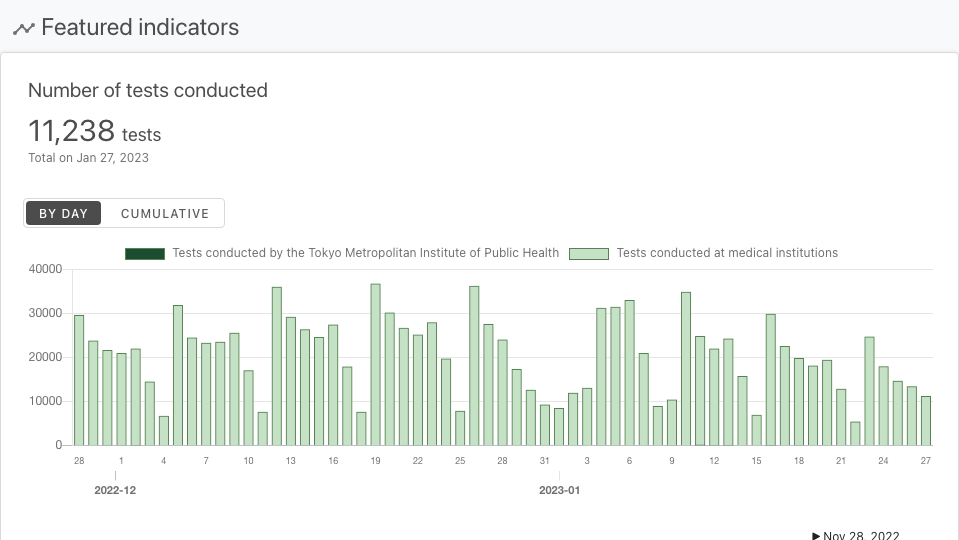 Featured indicators
Number of tests conducted
11,238 tests
Total on Jan 27, 2023
BY DAY CUMULATIVE
Tests conducted by the Tokyo Metropolitan Institute of Public Health Tests conducted at medical institutions
40000
30000
20000
10000
0
28 1 4 7 10 13 16 19 22 25 28 31 3 6 9 12 15 18 21 24 27
2022-12 2023-01
▶ Nov 28, 2022